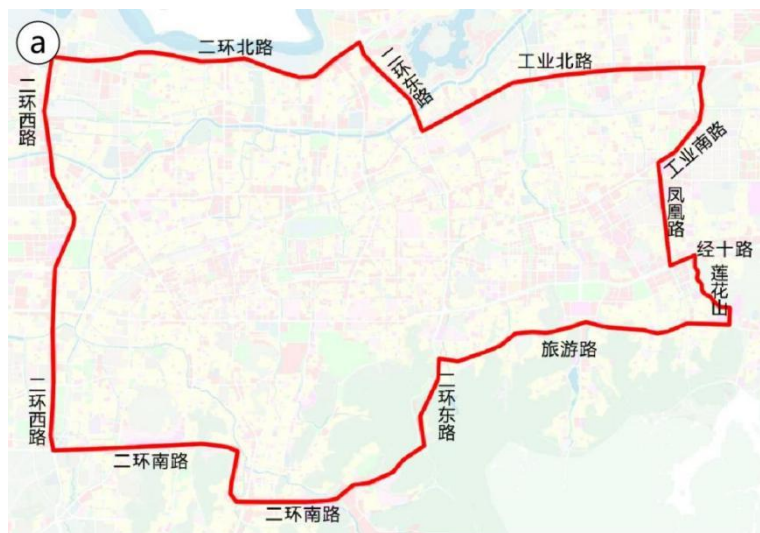 a
二环北路
二环东路
工业北路
二环西路
工业南路
凤凰路
经十路
莲花山
旅游路
二环东路
二环西路
二环南路
二环南路